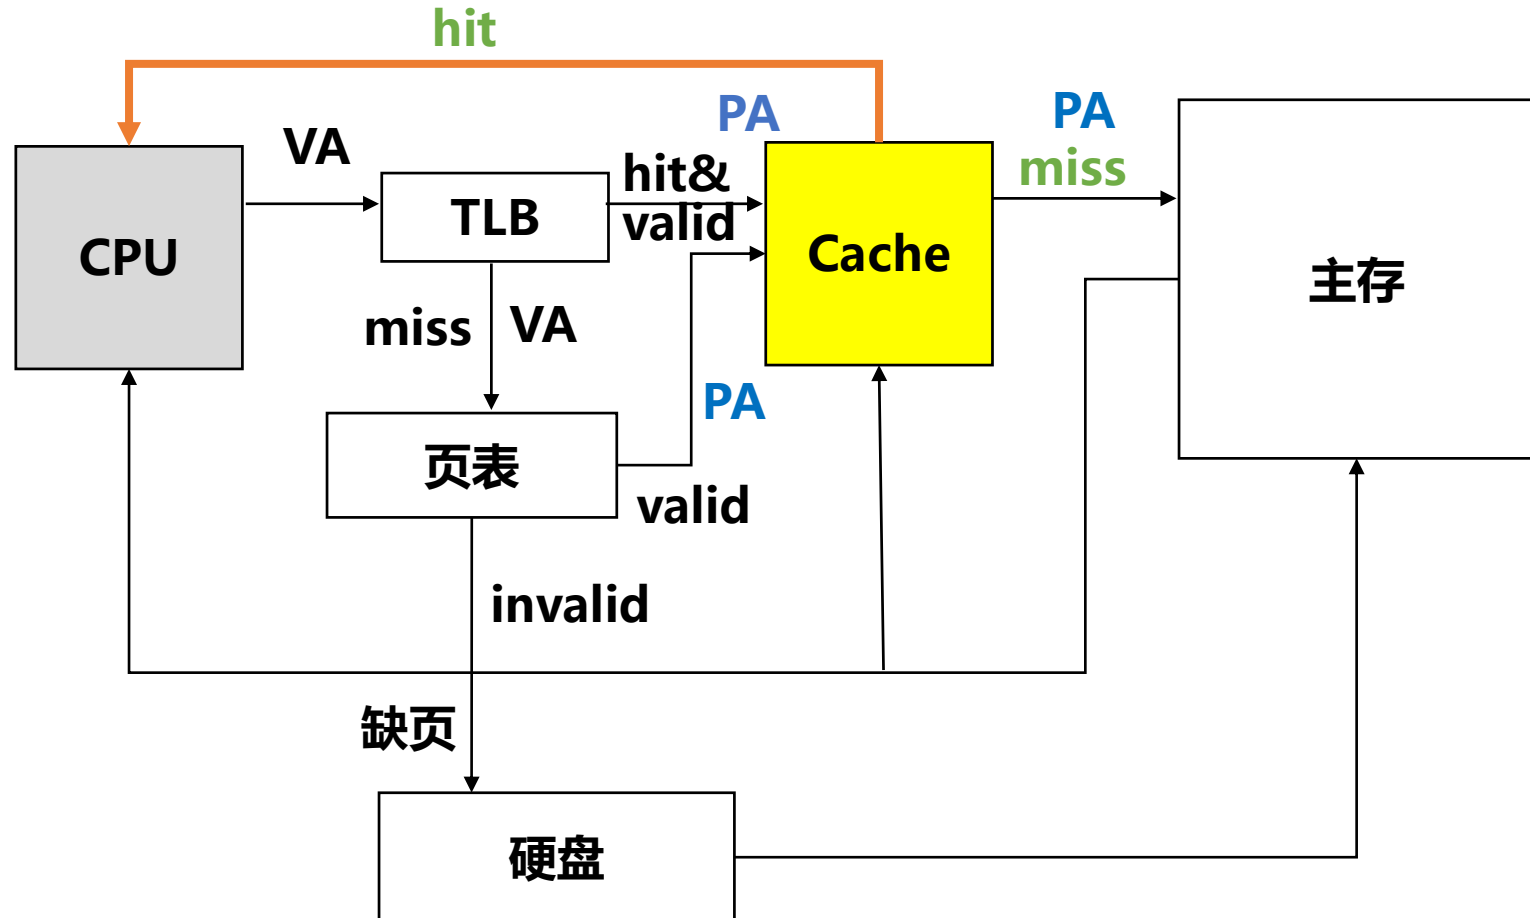 hit
PA
PA
miss
VA
hit&
valid
TLB
CPU
Cache
主存
miss
VA
PA
页表
valid
invalid
缺页
硬盘